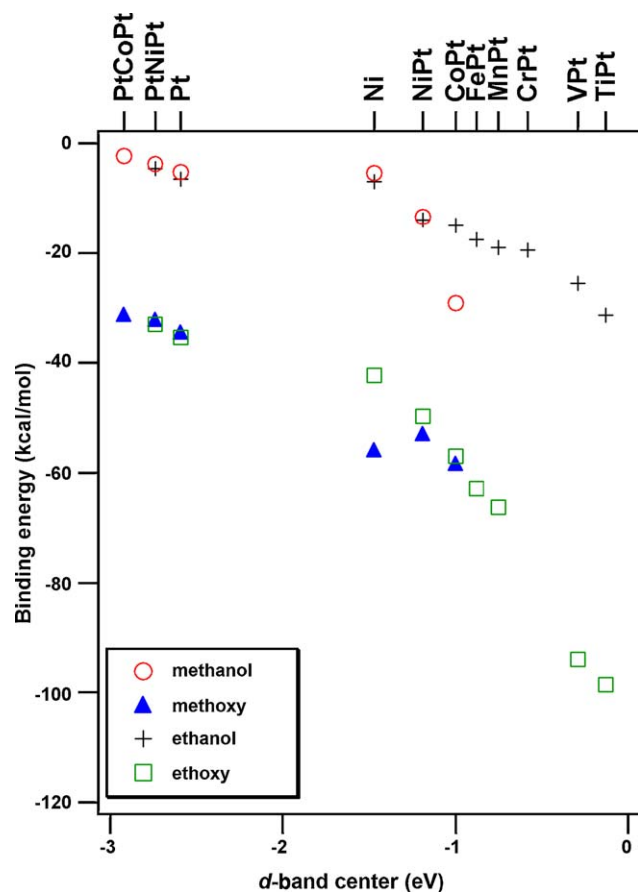 PtCoPt
PtNiPt
Pt
Ni
NiPt
CoPt
FePt
MnPt
CrPt
VPt
TiPt
0
-20
-40
-60
-80
-100
-120
Binding energy (kcal/mol)
methanol
methoxy
ethanol
ethoxy
-3
-2
-1
0
d-band center (eV)